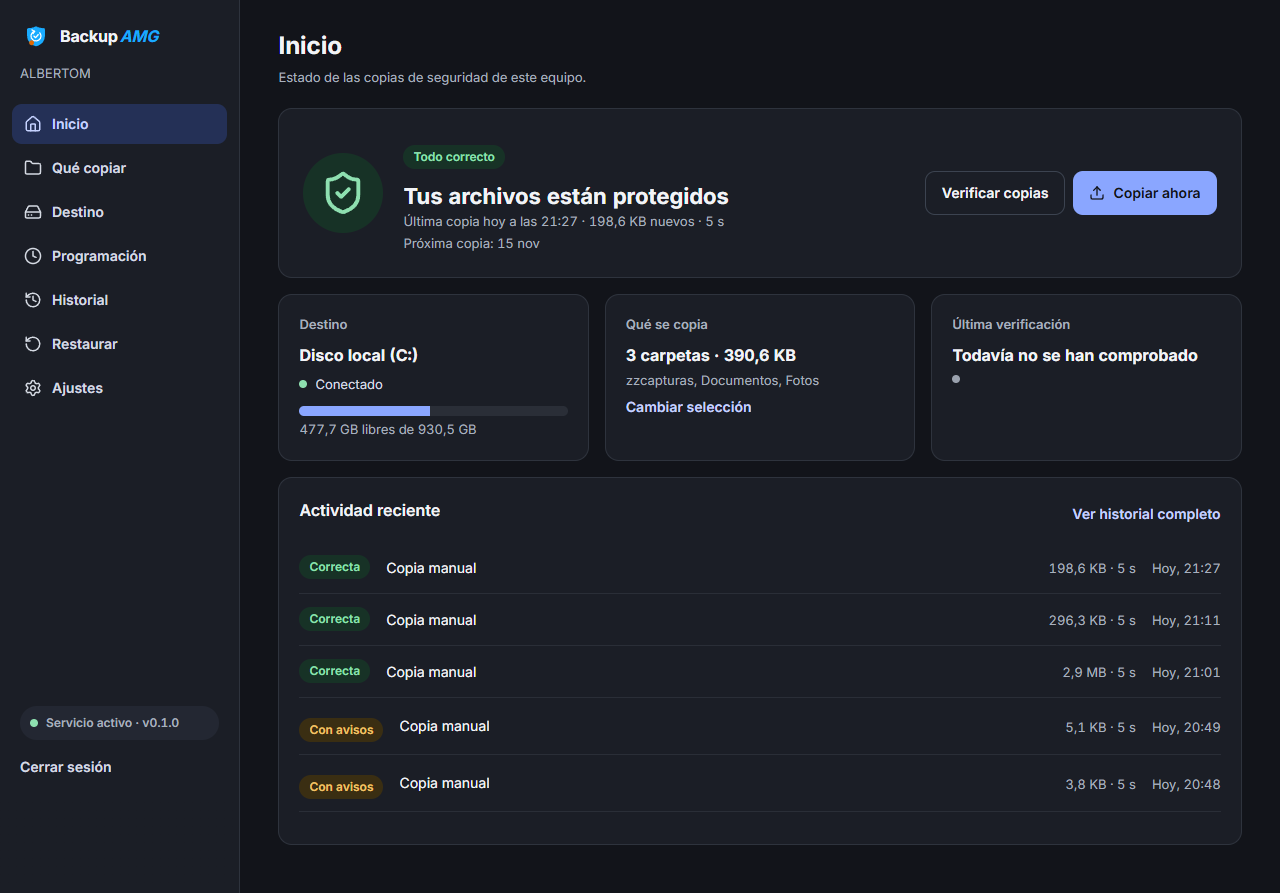 Backup AMG
ALBERTOM
Inicio
Qué copiar
Destino
Programación
Historial
Restaurar
Ajustes
Servicio activo · v0.1.0
Cerrar sesión
Inicio
Estado de las copias de seguridad de este equipo.
Todo correcto
Tus archivos están protegidos
Última copia hoy a las 21:27 · 198,6 KB nuevos · 5 s
Próxima copia: 15 nov
Verificar copias
Copiar ahora
Destino
Disco local (C:)
Conectado
477,7 GB libres de 930,5 GB
Qué se copia
3 carpetas · 390,6 KB
zzcapturas, Documentos, Fotos
Cambiar selección
Última verificación
Todavía no se han comprobado
Actividad reciente
Ver historial completo
Correcta Copia manual 198,6 KB · 5 s Hoy, 21:27
Correcta Copia manual 296,3 KB · 5 s Hoy, 21:11
Correcta Copia manual 2,9 MB · 5 s Hoy, 21:01
Con avisos Copia manual 5,1 KB · 5 s Hoy, 20:49
Con avisos Copia manual 3,8 KB · 5 s Hoy, 20:48